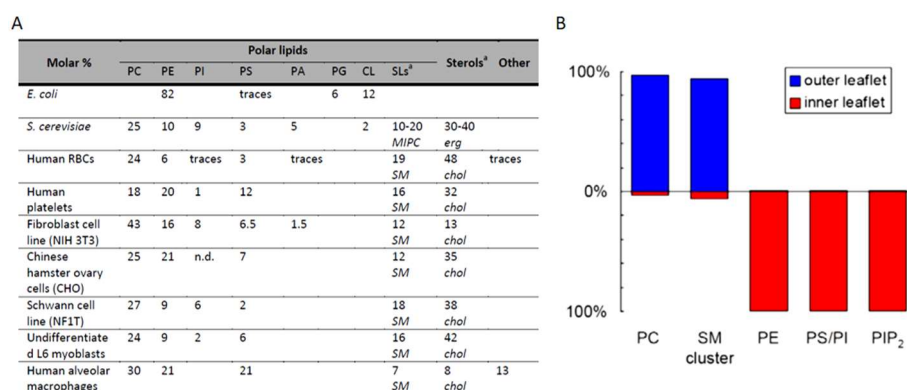 A
Molar %
Polar lipids
Sterolsª
Other
PC PE PI PS PA PG CL SLsª
E. coli 82 traces 6 12
S. cerevisiae 25 10 9 3 5 2 10-20 30-40
MIPC erg
Human RBCs 24 6 traces 3 traces 19 48 traces
SM chol
Human 18 20 1 12 16 32
platelets SM chol
Fibroblast cell 43 16 8 6.5 1.5 12 13
line (NIH 3T3) SM chol
Chinese 25 21 n.d. 7 12 35
hamster ovary SM chol
cells (CHO)
Schwann cell 27 9 6 2 18 38
line (NF1T) SM chol
Undifferentiate 24 9 2 6 16 42
d L6 myoblasts SM chol
Human alveolar 30 21 21 7 8 13
macrophages SM chol
B
100%
outer leaflet
inner leaflet
0%
100%
PC SM PE PS/PI PIP₂
cluster